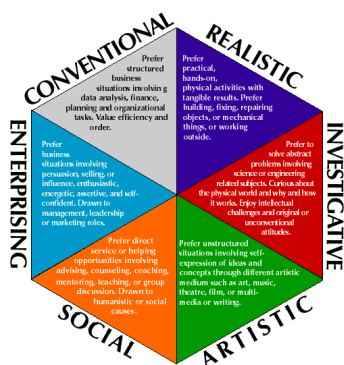 CONVENTIONAL
Prefer
structured
business
situations involving
data analysis, finance,
planning and organizational
tasks. Value efficiency and
order.
REALISTIC
Prefer
practical,
hands-on,
physical activities with
tangible results. Prefer
building, fixing, repairing
objects, or mechanical
things, or working
outside.
ENTERPRISING
Prefer
business
situations involving
persuasion, selling, or
influence. enthusiastic,
energetic, assertive, and self-
confident. Drawn to
management, leadership
or marketing roles.
INVESTIGATIVE
Prefer to
solve abstract
problems involving
science or engineering
related subjects. Curious about
the physical world and why and how
it works. Enjoy intellectual
challenges and original or
unconventional
attitudes.
SOCIAL
Prefer direct
service or helping
opportunities involving
advising, counseling, coaching,
mentoring, teaching, or group
discussion. Drawn to
humanistic or social
causes.
ARTISTIC
Prefer unstructured
situations involving self-
expression of ideas and
concepts through different artistic
medium such as art, music,
theatre, film, or multi-
media or writing.